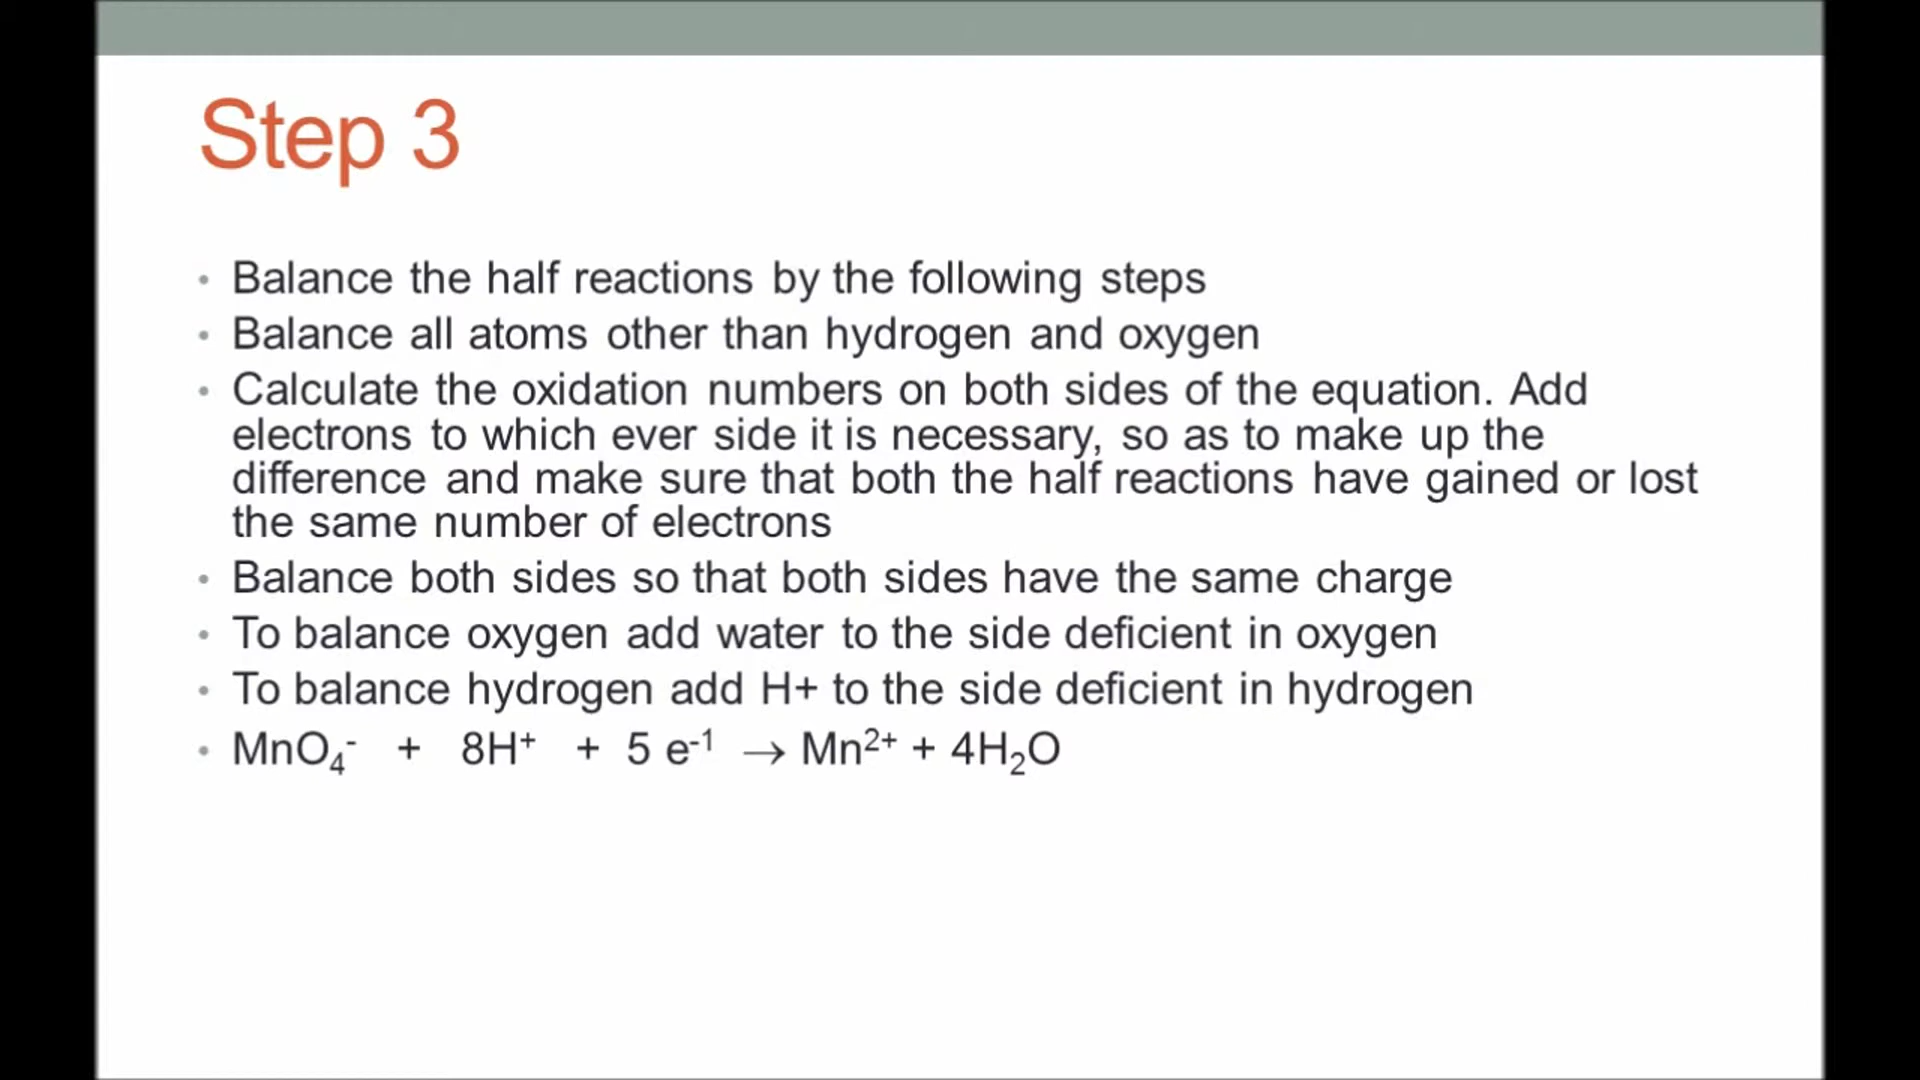 Step 3
• Balance the half reactions by the following steps
• Balance all atoms other than hydrogen and oxygen
• Calculate the oxidation numbers on both sides of the equation. Add
electrons to which ever side it is necessary, so as to make up the
difference and make sure that both the half reactions have gained or lost
the same number of electrons
• Balance both sides so that both sides have the same charge
• To balance oxygen add water to the side deficient in oxygen
• To balance hydrogen add H+ to the side deficient in hydrogen
• MnO₄⁻ + 8H⁺ + 5 e⁻¹ → Mn²⁺ + 4H₂O